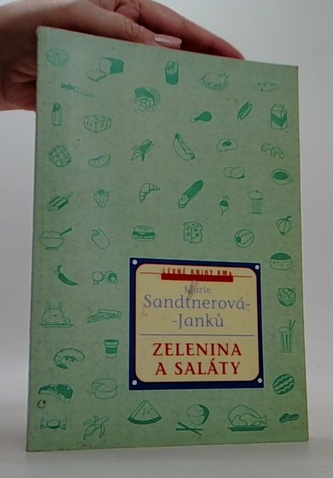 LEVNÉ KNIHY KMa
Marie
Sandtnerová-
-Janků
ZELENINA
A SALÁTY